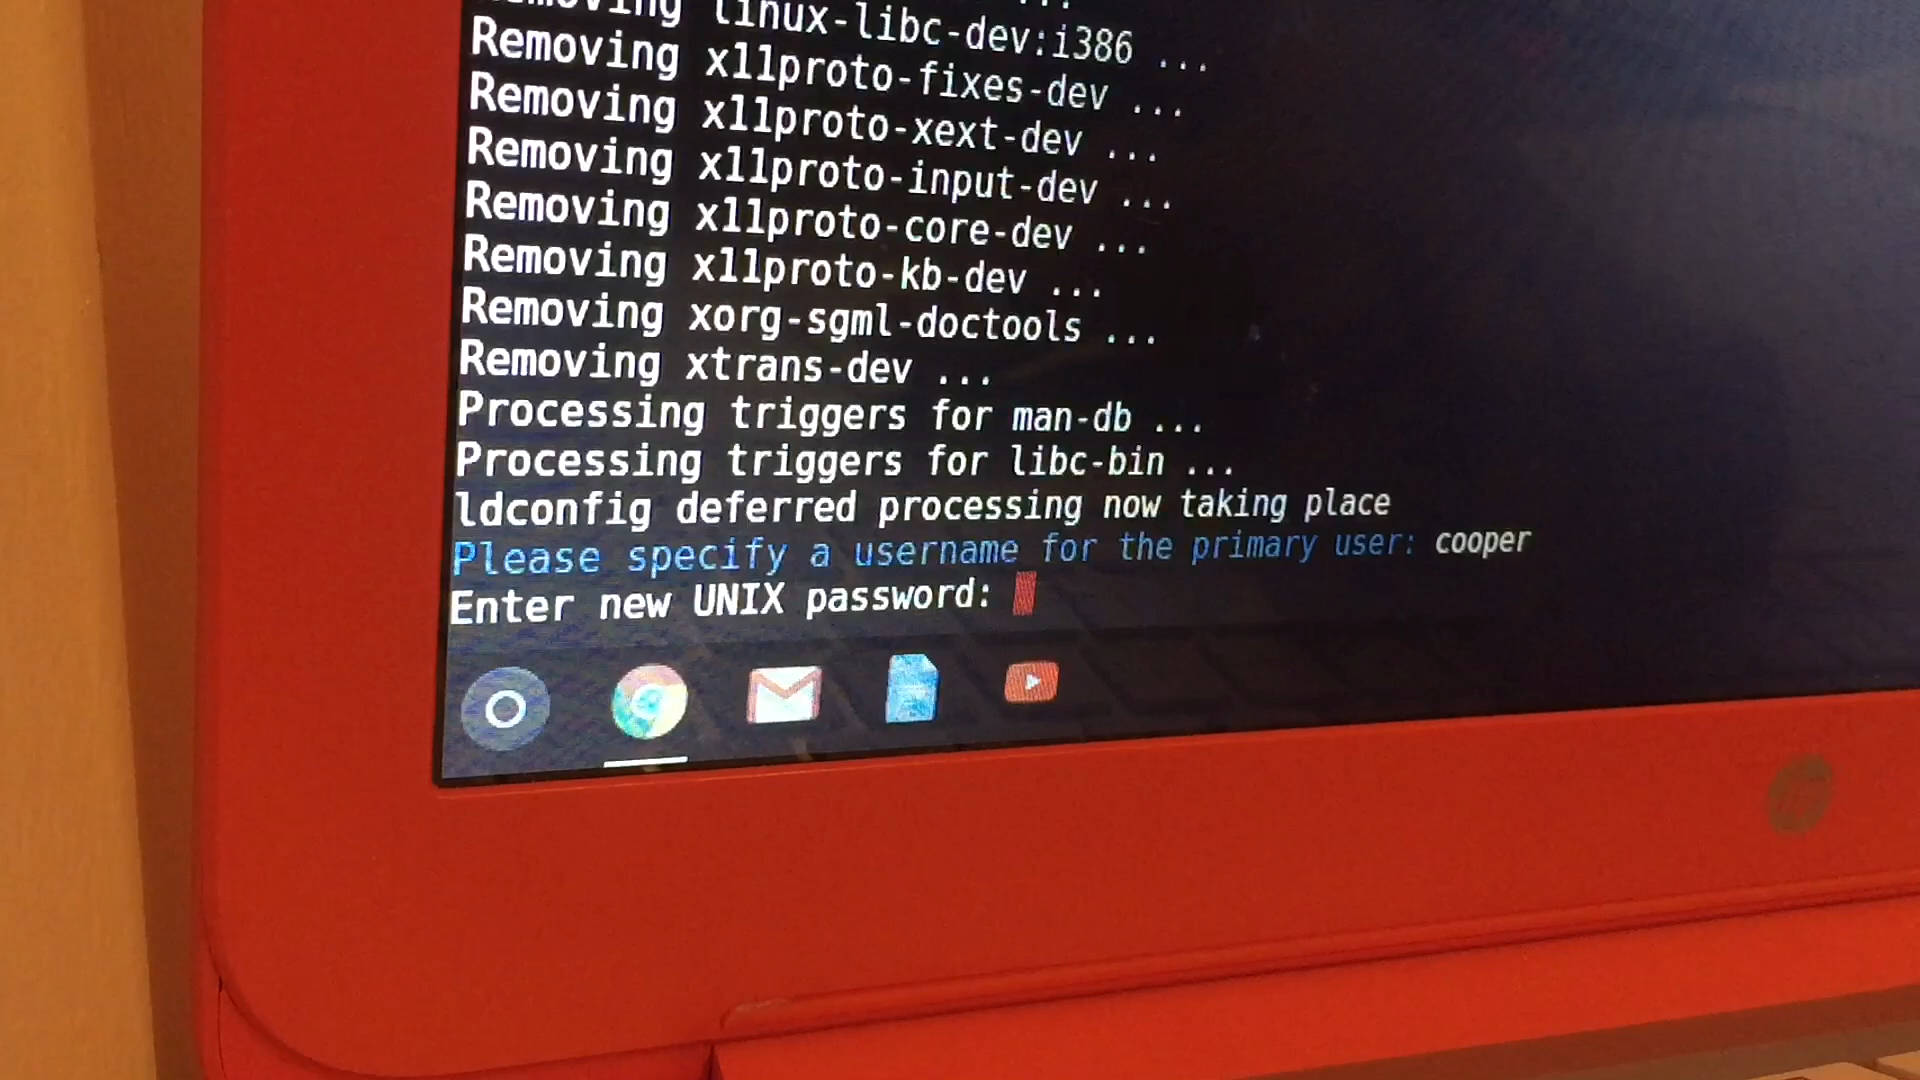 Removing linux-libc-dev:i386 ...
Removing x11proto-fixes-dev ...
Removing x11proto-xext-dev ...
Removing x11proto-input-dev ...
Removing x11proto-core-dev ...
Removing x11proto-kb-dev ...
Removing xorg-sgml-doctools ...
Removing xtrans-dev ...
Processing triggers for man-db ...
Processing triggers for libc-bin ...
ldconfig deferred processing now taking place
Please specify a username for the primary user: cooper
Enter new UNIX password:
hp